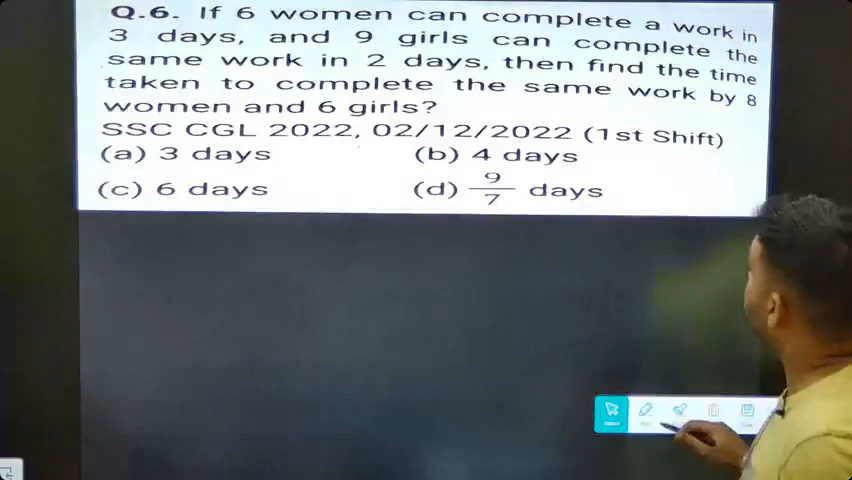 Q.6. If 6 women can complete a work in
3 days, and 9 girls can complete the
same work in 2 days, then find the time
taken to complete the same work by 8
women and 6 girls?
SSC CGL 2022, 02/12/2022 (1st Shift)
(a) 3 days (b) 4 days
(c) 6 days (d) 9/7 days